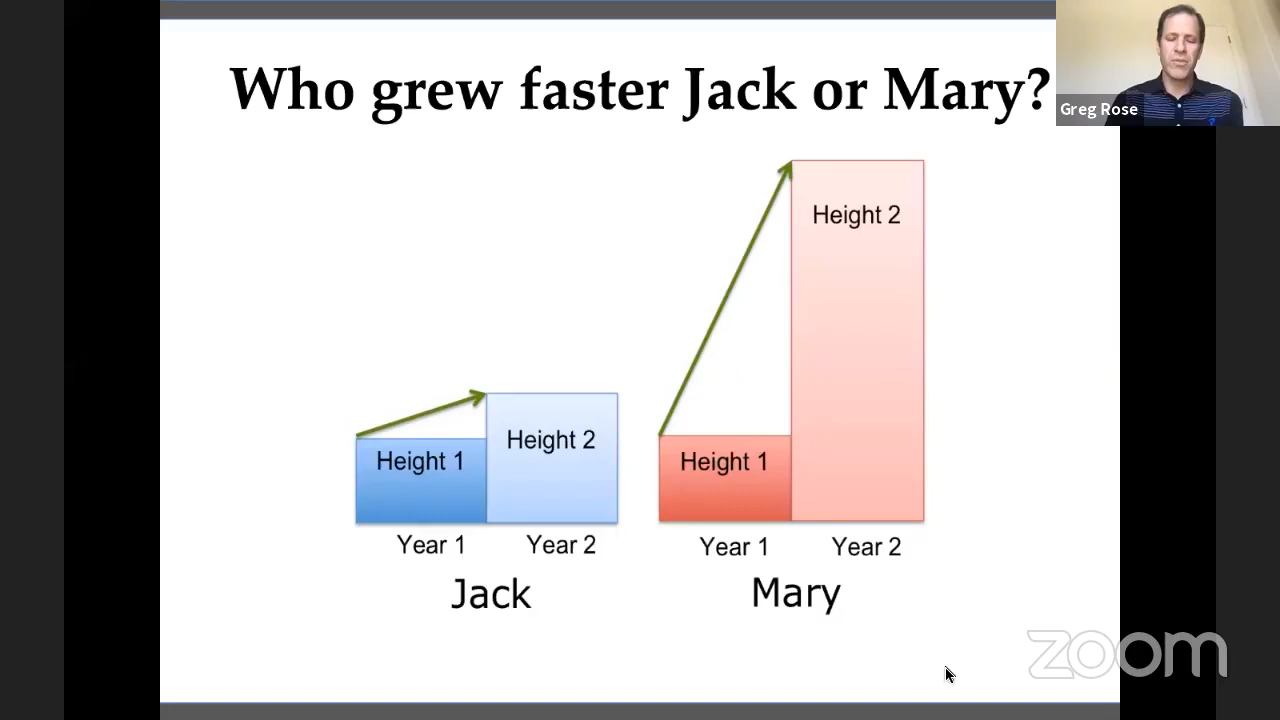 Who grew faster Jack or Mary?
Greg Rose
Height 2
Height 2
Height 1
Height 1
Year 1
Year 2
Year 1
Year 2
Jack
Mary
zoom